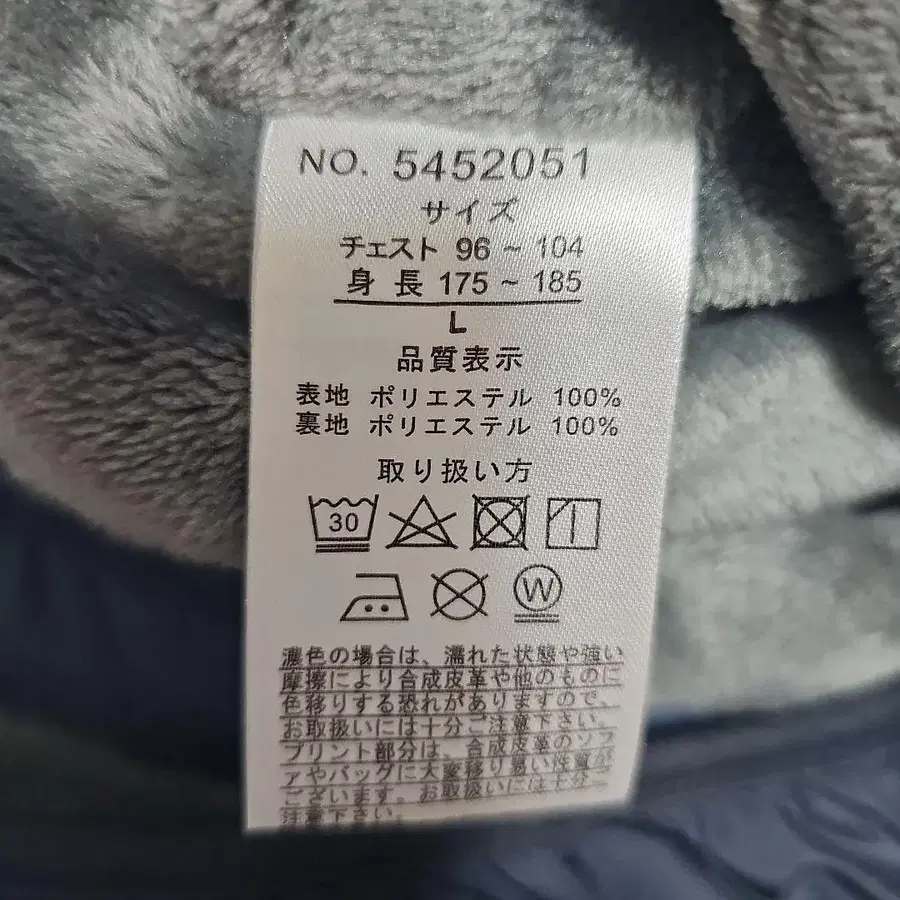 NO. 5452051
サイズ
チェスト 96 ~ 104
身 長 175 ~ 185
L
品質表示
表地 ポリエステル 100%
裏地 ポリエステル 100%
取り扱い方
30
W
濃色の場合は、濡れた状態や強い
摩擦により合成皮革や他のものに
色移りする恐れがありますので、
お取扱いには十分ご注意下さい。
プリント部分は、合成皮革のソフ
ァやバッグに大変移り易い性質が
ございます。お取扱いには十分ご
注意下さい。